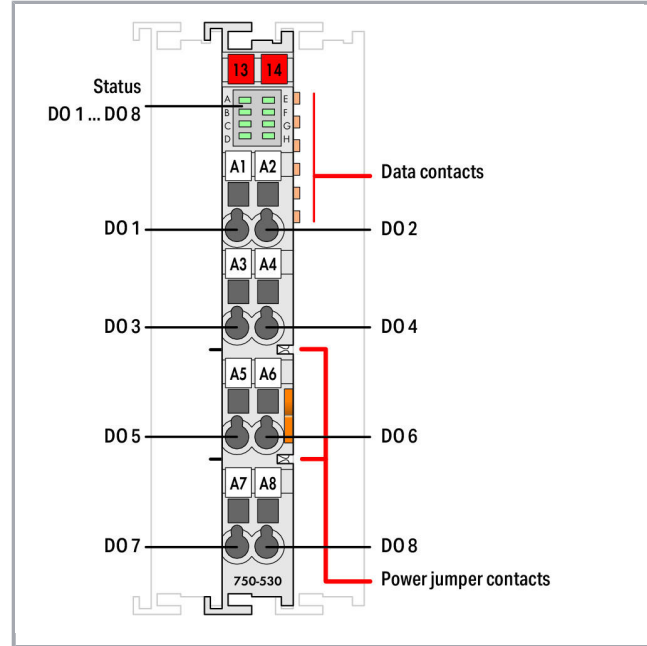 13 14
Status
DO 1 ... DO 8
A E
B F
C G
D H
A1 A2
Data contacts
DO 1 DO 2
A3 A4
DO 3 DO 4
A5 A6
DO 5 DO 6
A7 A8
DO 7 DO 8
750-530
Power jumper contacts